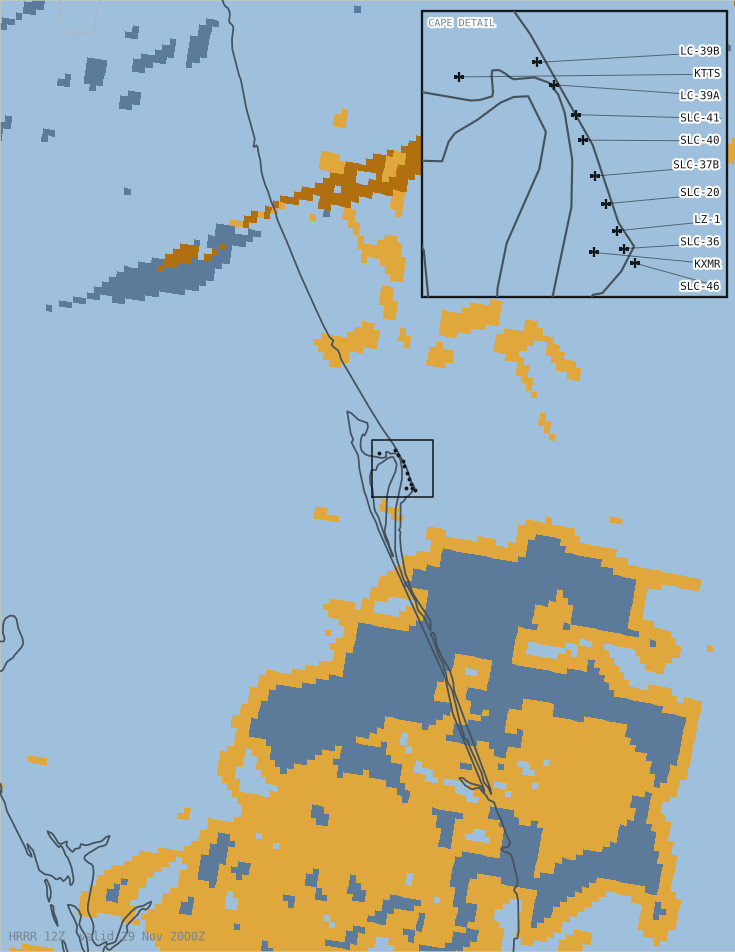 CAPE DETAIL
LC-39B
KTTS
LC-39A
SLC-41
SLC-40
SLC-37B
SLC-20
LZ-1
SLC-36
KXMR
SLC-46
HRRR 12Z valid 29 Nov 2000Z